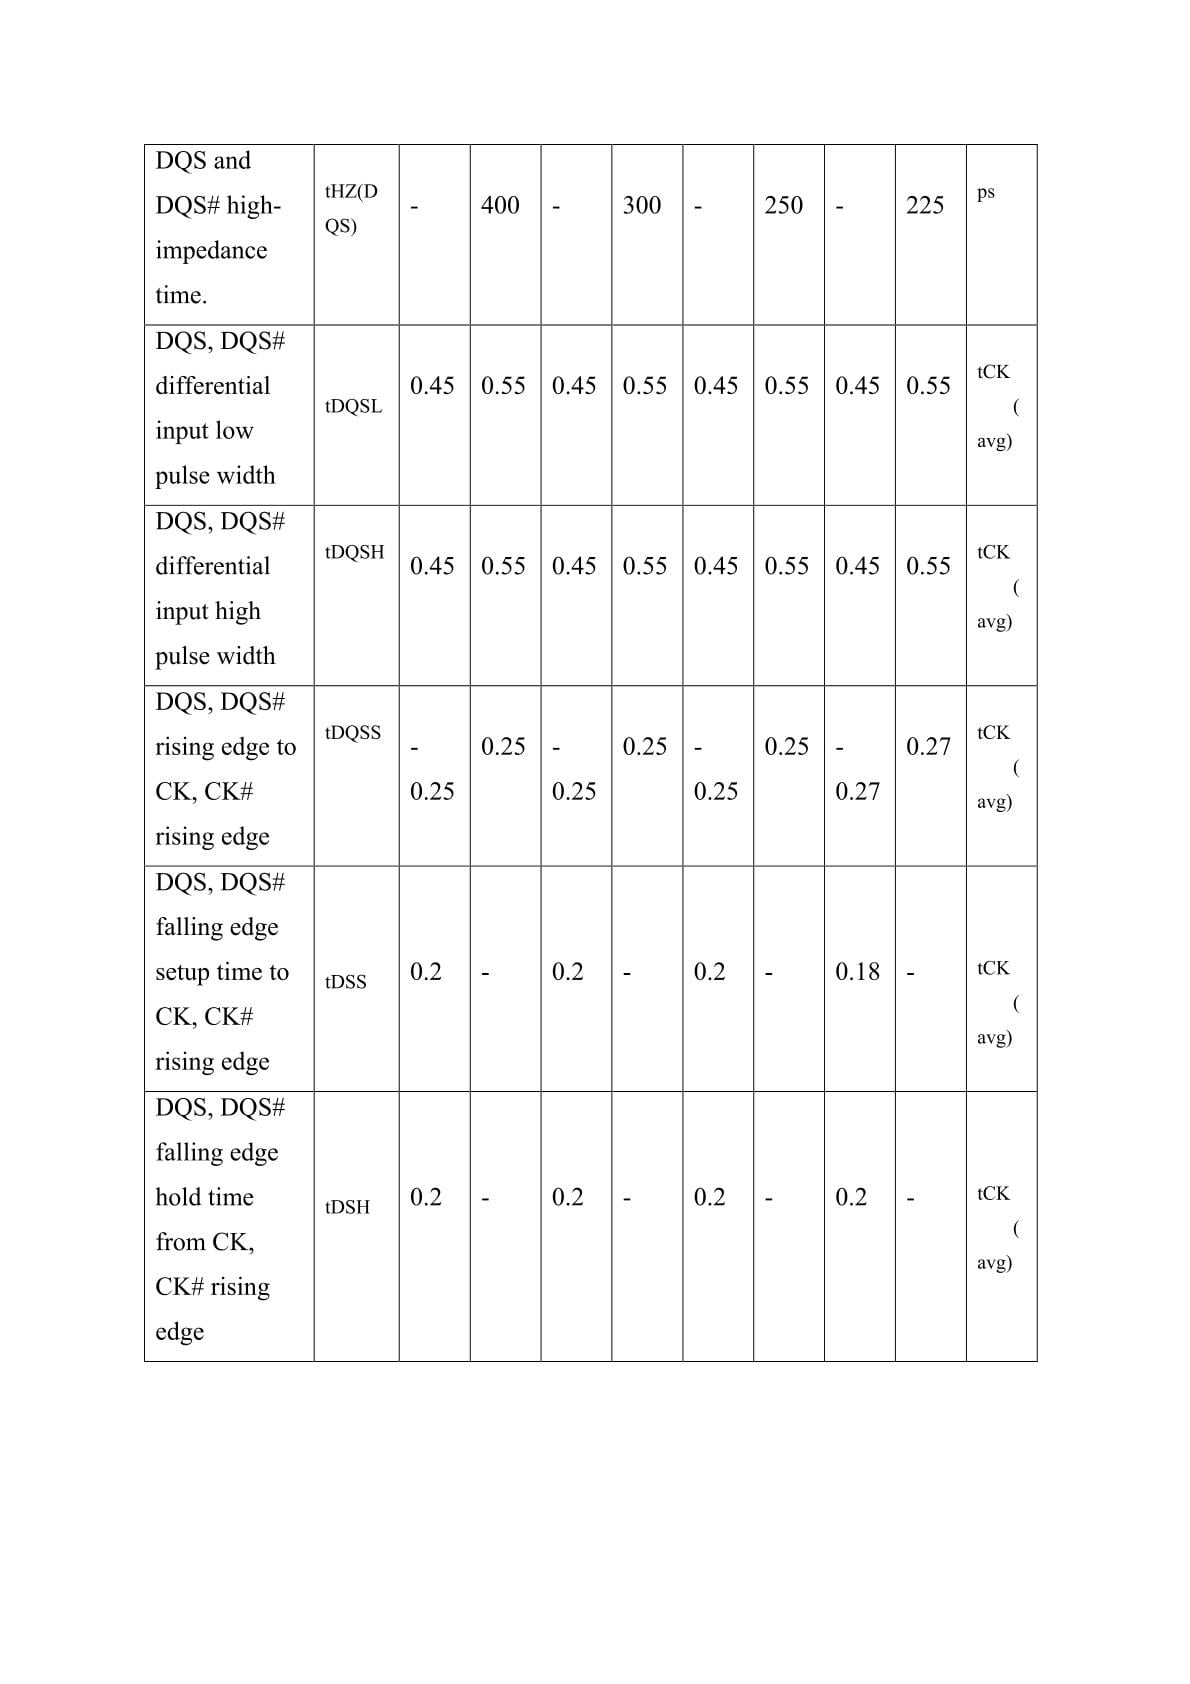 DQS and
DQS# high-
impedance
time.
tHZ(D
QS)
-
400
-
300
-
250
-
225
ps
DQS, DQS#
differential
input low
pulse width
tDQSL
0.45
0.55
0.45
0.55
0.45
0.55
0.45
0.55
tCK
(
avg)
DQS, DQS#
differential
input high
pulse width
tDQSH
0.45
0.55
0.45
0.55
0.45
0.55
0.45
0.55
tCK
(
avg)
DQS, DQS#
rising edge to
CK, CK#
rising edge
tDQSS
-
0.25
0.25
-
0.25
0.25
-
0.25
0.25
-
0.27
0.27
tCK
(
avg)
DQS, DQS#
falling edge
setup time to
CK, CK#
rising edge
tDSS
0.2
-
0.2
-
0.2
-
0.18
-
tCK
(
avg)
DQS, DQS#
falling edge
hold time
from CK,
CK# rising
edge
tDSH
0.2
-
0.2
-
0.2
-
0.2
-
tCK
(
avg)